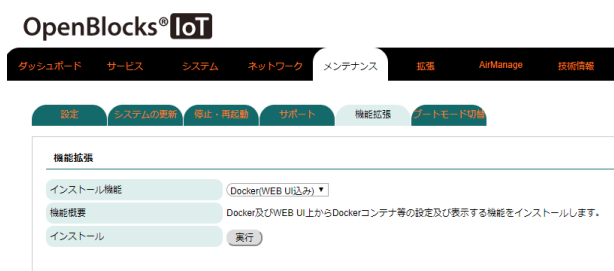 OpenBlocks® IoT
ダッシュボード サービス システム ネットワーク メンテナンス 拡張 AirManage 技術情報
設定 システムの更新 停止・再起動 サポート 機能拡張 ブートモード切替
機能拡張
インストール機能 Docker(WEB UI込み)
機能概要 Docker及びWEB UI上からDockerコンテナ等の設定及び表示する機能をインストールします。
インストール 実行